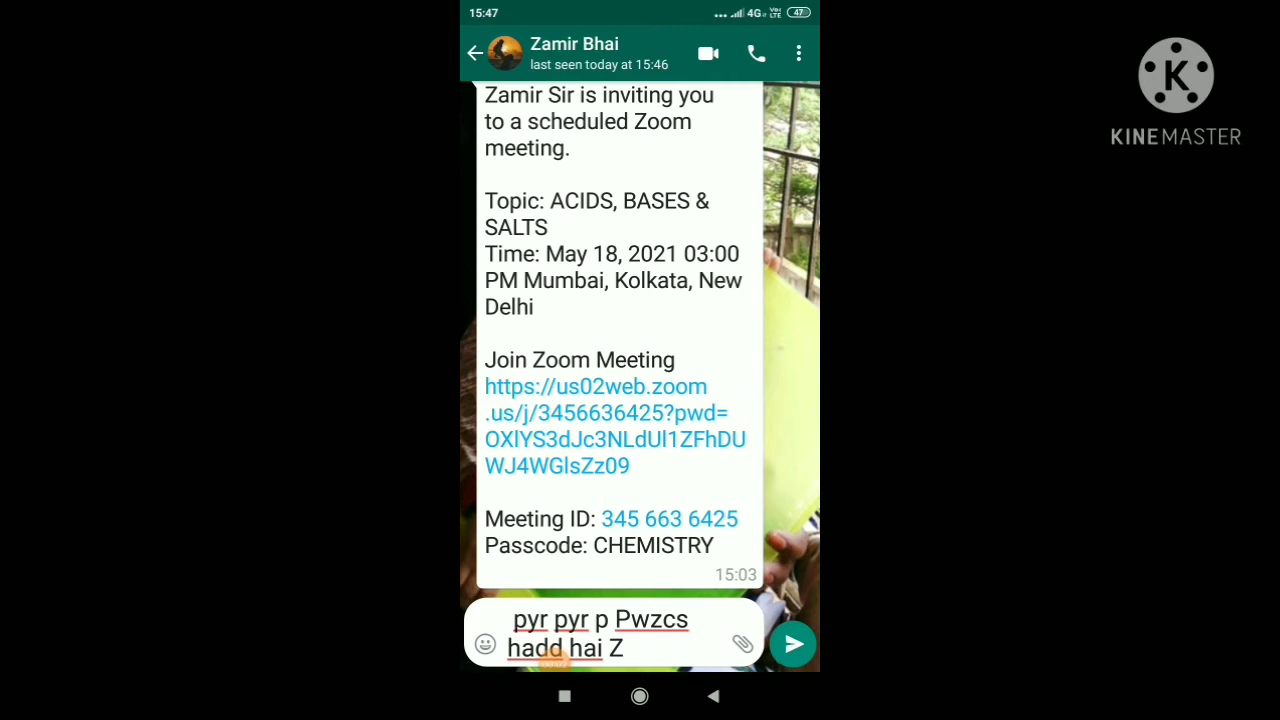 15:47
4G
VoLTE
47
Zamir Bhai
last seen today at 15:46
Zamir Sir is inviting you
to a scheduled Zoom
meeting.
Topic: ACIDS, BASES &
SALTS
Time: May 18, 2021 03:00
PM Mumbai, Kolkata, New
Delhi
Join Zoom Meeting
https://us02web.zoom
.us/j/3456636425?pwd=
OXlYS3dJc3NLdUl1ZFhDU
WJ4WGlsZz09
Meeting ID: 345 663 6425
Passcode: CHEMISTRY
15:03
pyr pyr p Pwzcs
hadd hai Z
K
KINEMASTER